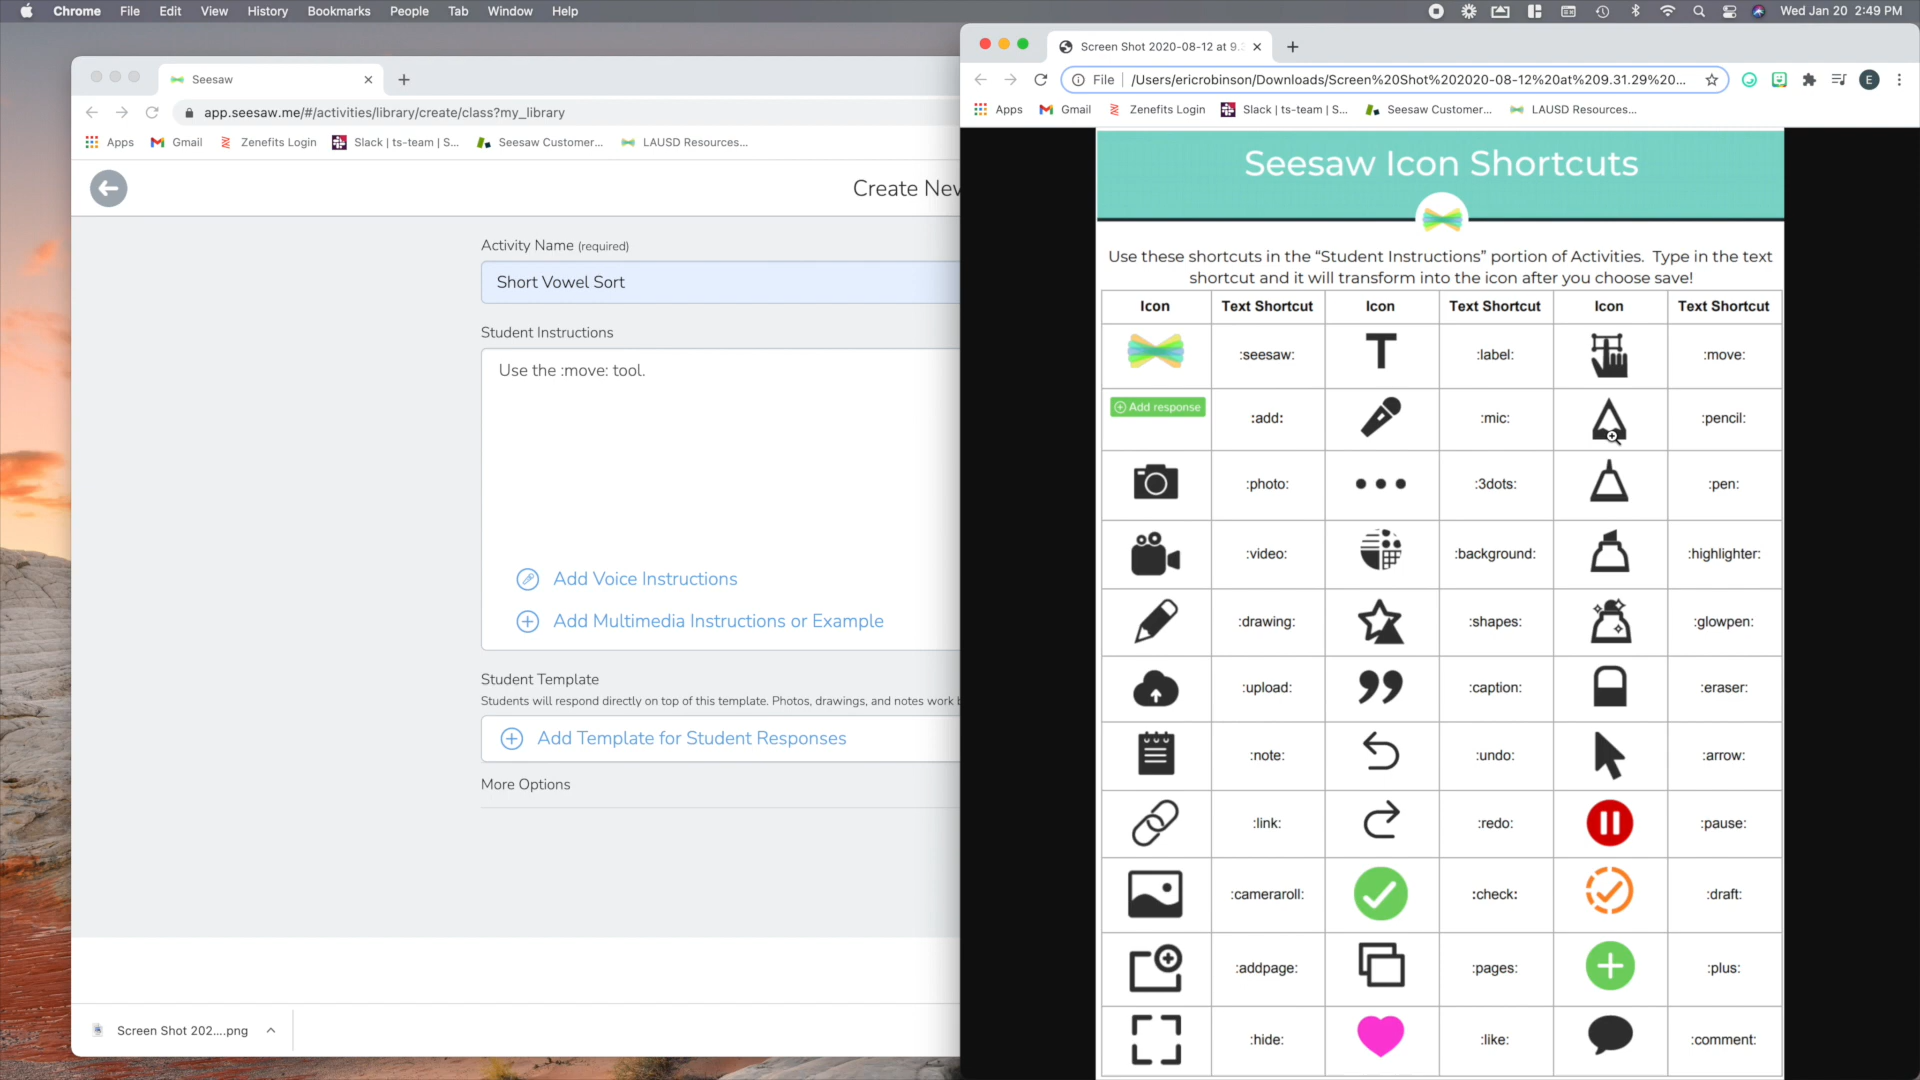 Chrome File Edit View History Bookmarks People Tab Window Help
Wed Jan 20 2:49 PM
Seesaw
app.seesaw.me/#/activities/library/create/class?my_library
Apps Gmail Zenefits Login Slack | ts-team | S... Seesaw Customer... LAUSD Resources...
Create New
Activity Name (required)
Short Vowel Sort
Student Instructions
Use the :move: tool.
Add Voice Instructions
Add Multimedia Instructions or Example
Student Template
Students will respond directly on top of this template. Photos, drawings, and notes work
Add Template for Student Responses
More Options
Screen Shot 202....png
Screen Shot 2020-08-12 at 9.
File /Users/ericrobinson/Downloads/Screen%20Shot%202020-08-12%20at%209.31.29%20...
E
Apps Gmail Zenefits Login Slack | ts-team | S... Seesaw Customer... LAUSD Resources...
Seesaw Icon Shortcuts
Use these shortcuts in the “Student Instructions” portion of Activities. Type in the text
shortcut and it will transform into the icon after you choose save!
Icon Text Shortcut Icon Text Shortcut Icon Text Shortcut
:seesaw: T :label: :move:
Add response :add: :mic: :pencil:
:photo: :3dots: :pen:
:video: :background: :highlighter:
:drawing: :shapes: :glowpen:
:upload: :caption: :eraser:
:note: :undo: :arrow:
:link: :redo: :pause:
:cameraroll: :check: :draft:
:addpage: :pages: :plus:
:hide: :like: :comment: